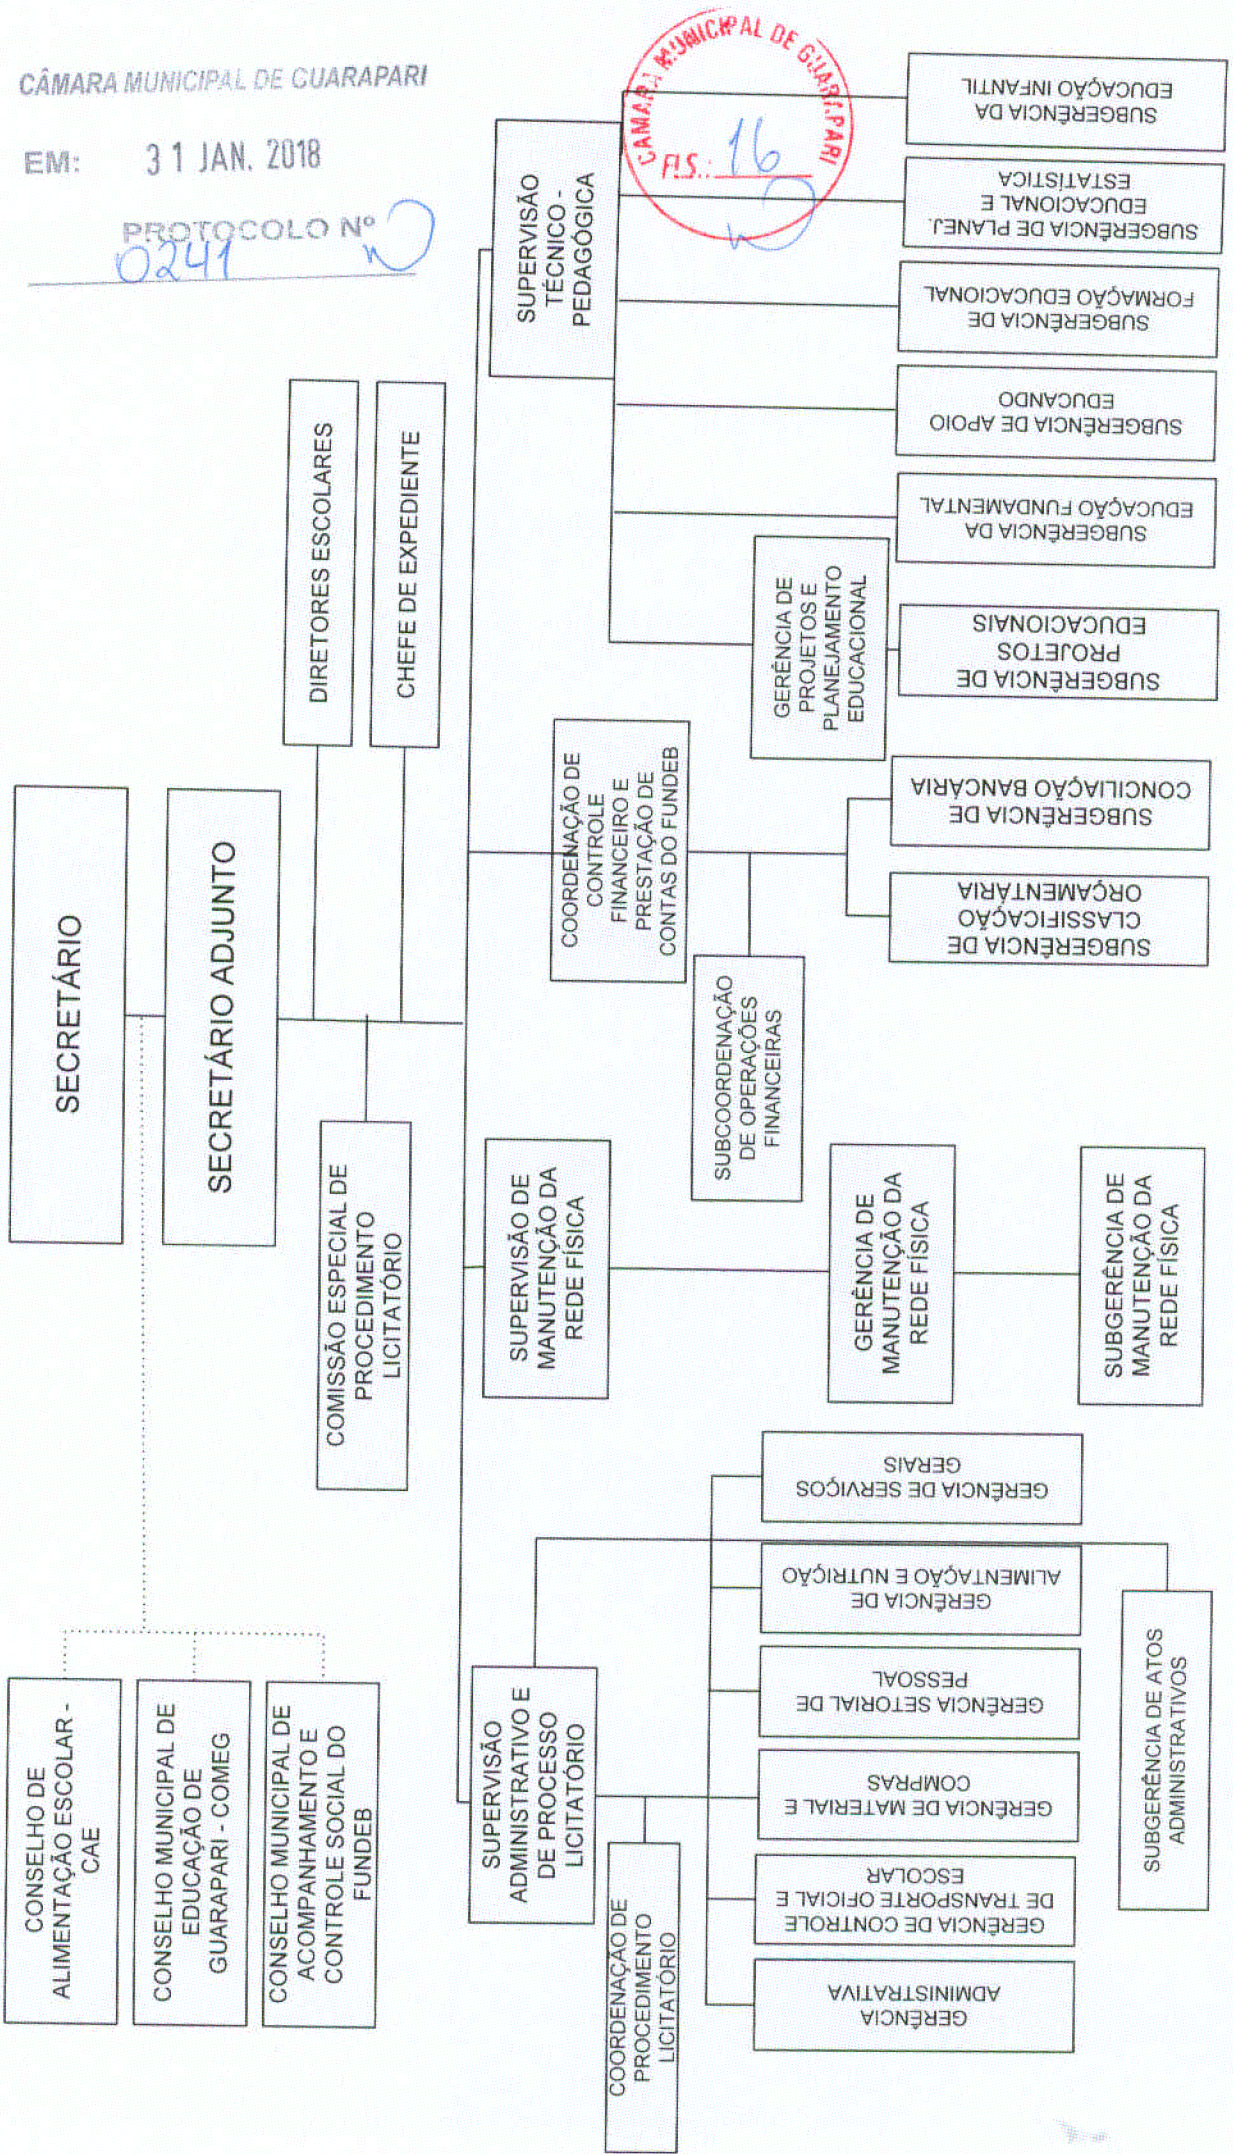 CÂMARA MUNICIPAL DE GUARAPARI
EM: 31 JAN. 2018
PROTOCOLO Nº
0241
CAMARA MUNICIPAL DE GUARAPARI
FLS.: 16
SECRETÁRIO
SECRETÁRIO ADJUNTO
CONSELHO DE
ALIMENTAÇÃO ESCOLAR -
CAE
CONSELHO MUNICIPAL DE
EDUCAÇÃO DE
GUARAPARI - COMEG
CONSELHO MUNICIPAL DE
ACOMPANHAMENTO E
CONTROLE SOCIAL DO
FUNDEB
DIRETORES ESCOLARES
CHEFE DE EXPEDIENTE
COMISSÃO ESPECIAL DE
PROCEDIMENTO
LICITATÓRIO
SUPERVISÃO
ADMINISTRATIVO E
DE PROCESSO
LICITATÓRIO
SUPERVISÃO DE
MANUTENÇÃO DA
REDE FÍSICA
COORDENAÇÃO DE
CONTROLE
FINANCEIRO E
PRESTAÇÃO DE
CONTAS DO FUNDEB
SUPERVISÃO
TÉCNICO -
PEDAGÓGICA
COORDENAÇÃO DE
PROCEDIMENTO
LICITATÓRIO
GERÊNCIA
ADMINISTRATIVA
GERÊNCIA DE CONTROLE
DE TRANSPORTE OFICIAL E
ESCOLAR
GERÊNCIA DE MATERIAL E
COMPRAS
GERÊNCIA SETORIAL DE
PESSOAL
GERÊNCIA DE
ALIMENTAÇÃO E NUTRIÇÃO
GERÊNCIA DE SERVIÇOS
GERAIS
SUBGERÊNCIA DE ATOS
ADMINISTRATIVOS
GERÊNCIA DE
MANUTENÇÃO DA
REDE FÍSICA
SUBGERÊNCIA DE
MANUTENÇÃO DA
REDE FÍSICA
SUBCOORDENAÇÃO
DE OPERAÇÕES
FINANCEIRAS
SUBGERÊNCIA DE
CLASSIFICAÇÃO
ORÇAMENTÁRIA
SUBGERÊNCIA DE
CONCILIAÇÃO BANCÁRIA
GERÊNCIA DE
PROJETOS E
PLANEJAMENTO
EDUCACIONAL
SUBGERÊNCIA DE
PROJETOS
EDUCACIONAIS
SUBGERÊNCIA DA
EDUCAÇÃO FUNDAMENTAL
SUBGERÊNCIA DE APOIO
EDUCANDO
SUBGERÊNCIA DE
FORMAÇÃO EDUCACIONAL
SUBGERÊNCIA DE PLANEJ.
EDUCACIONAL E
ESTATÍSTICA
SUBGERÊNCIA DA
EDUCAÇÃO INFANTIL